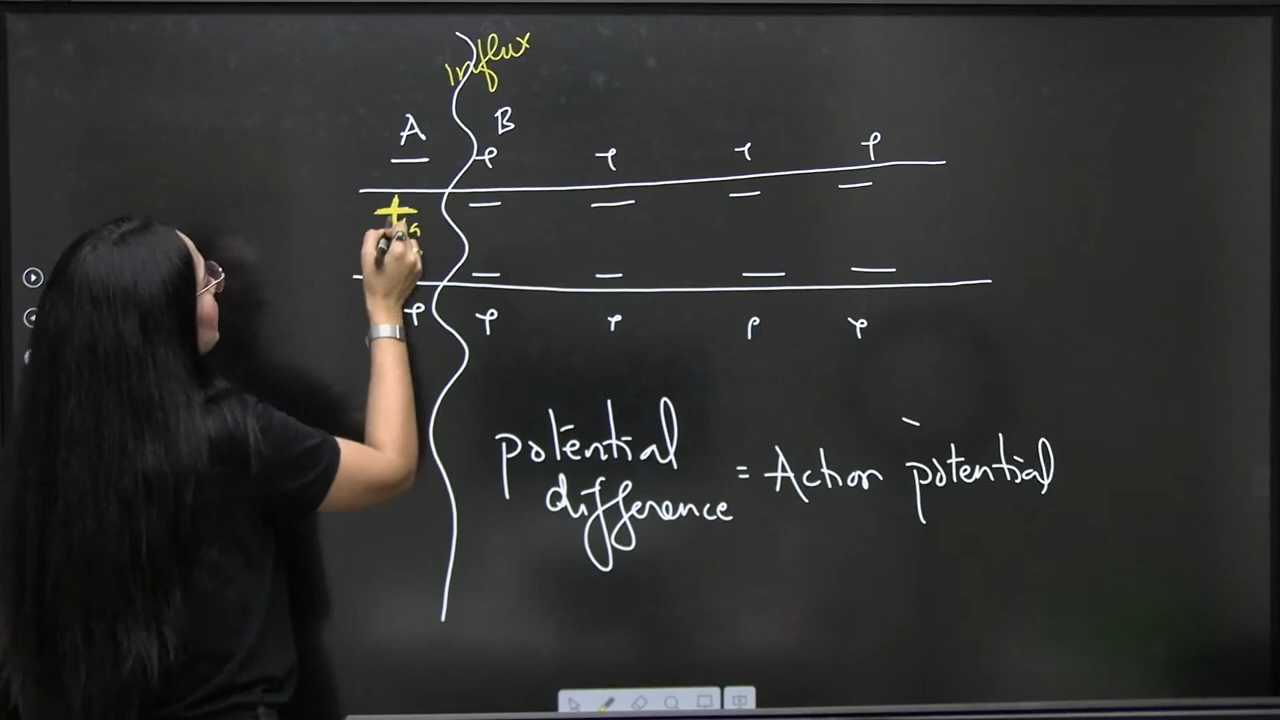 Influx
A B
− + + + +
+ − − − −
− − − −
+ + + + +
potential
difference = Action potential